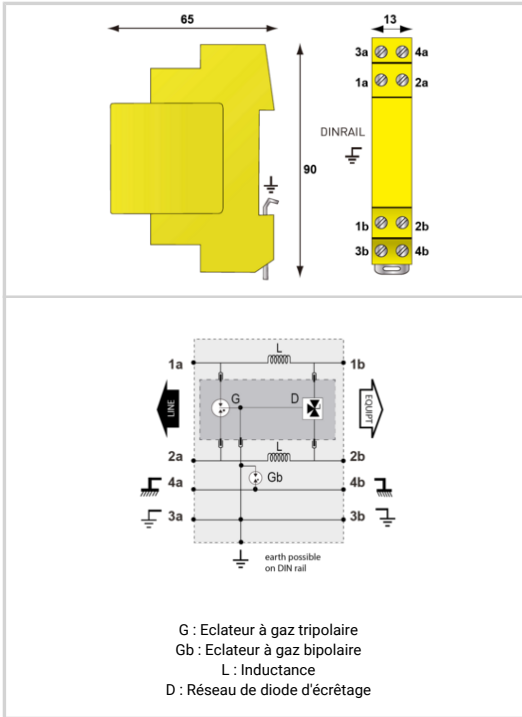 65
13
3a
4a
1a
2a
DINRAIL
90
1b
2b
3b
4b
L
1a
1b
G
D
LINE
EQUIPT
L
2a
2b
4a
Gb
4b
3a
3b
earth possible
on DIN rail
G : Eclateur à gaz tripolaire
Gb : Eclateur à gaz bipolaire
L : Inductance
D : Réseau de diode d'écrêtage